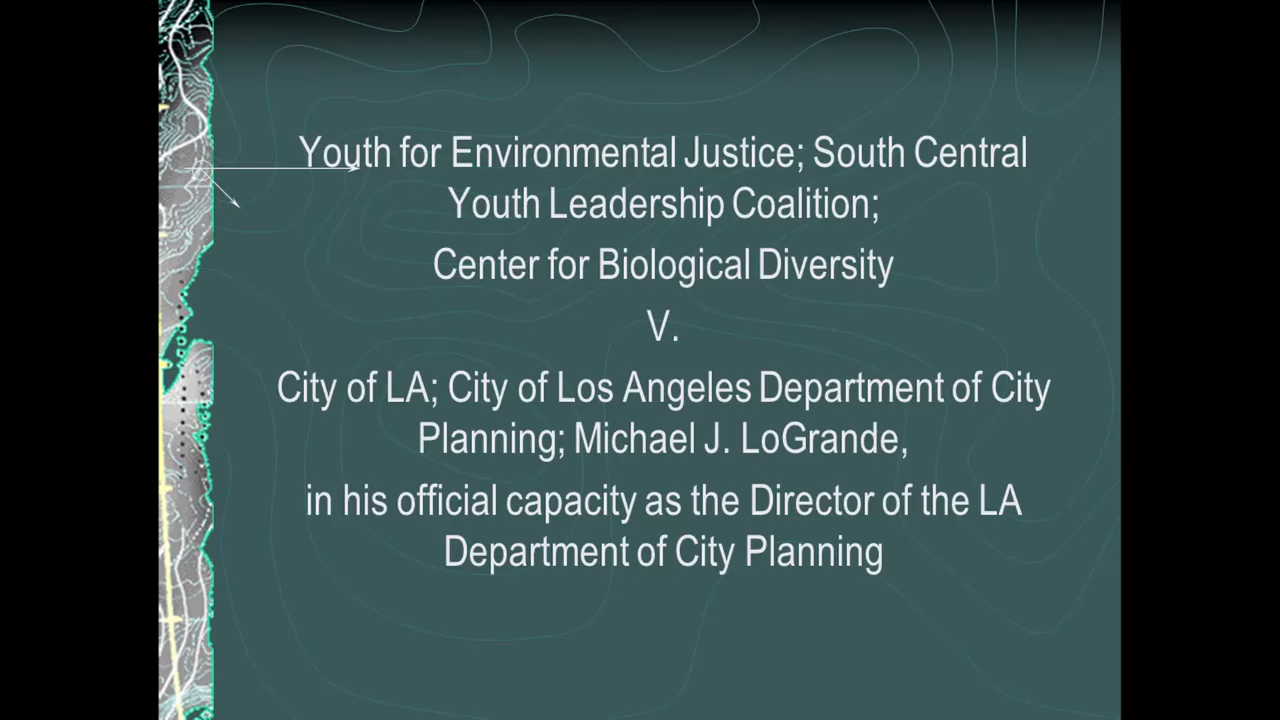 Youth for Environmental Justice; South Central
Youth Leadership Coalition;
Center for Biological Diversity
V.
City of LA; City of Los Angeles Department of City
Planning; Michael J. LoGrande,
in his official capacity as the Director of the LA
Department of City Planning